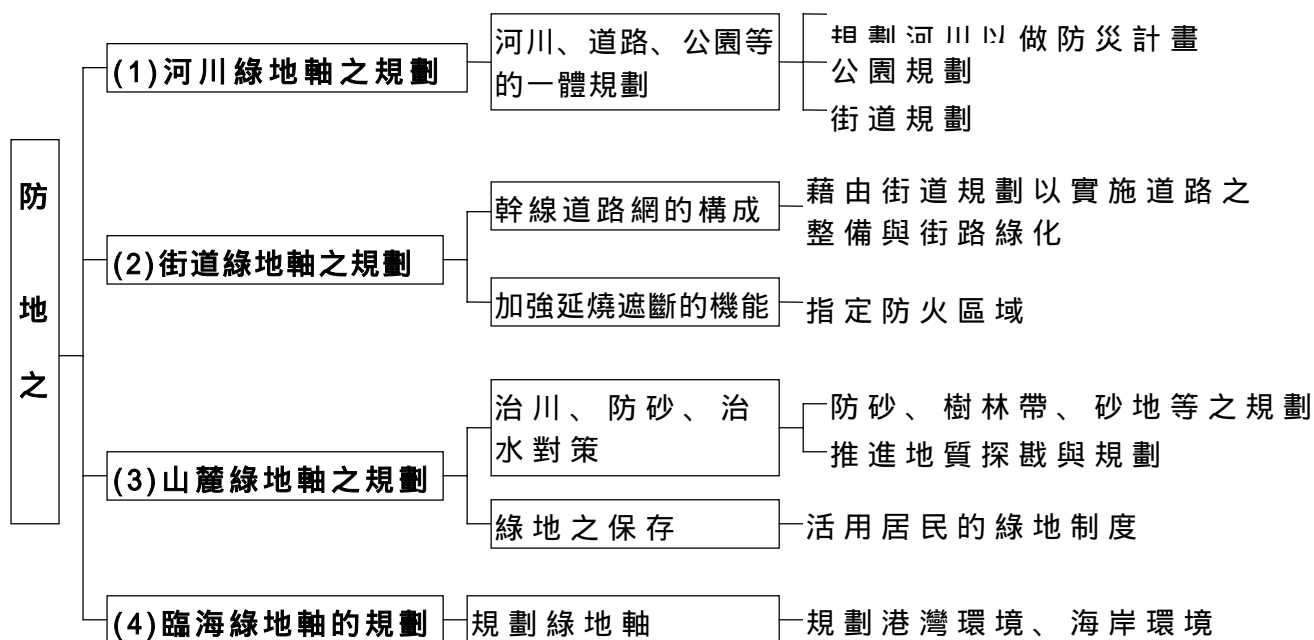 防
地
之
(1)河川綠地軸之規劃
河川、道路、公園等
的一體規劃
規劃河川以做防災計畫
公園規劃
街道規劃
(2)街道綠地軸之規劃
幹線道路網的構成
藉由街道規劃以實施道路之
整備與街路綠化
加強延燒遮斷的機能
指定防火區域
(3)山麓綠地軸之規劃
治川、防砂、治
水對策
防砂、樹林帶、砂地等之規劃
推進地質探戡與規劃
綠地之保存
活用居民的綠地制度
(4)臨海綠地軸的規劃
規劃綠地軸
規劃港灣環境、海岸環境